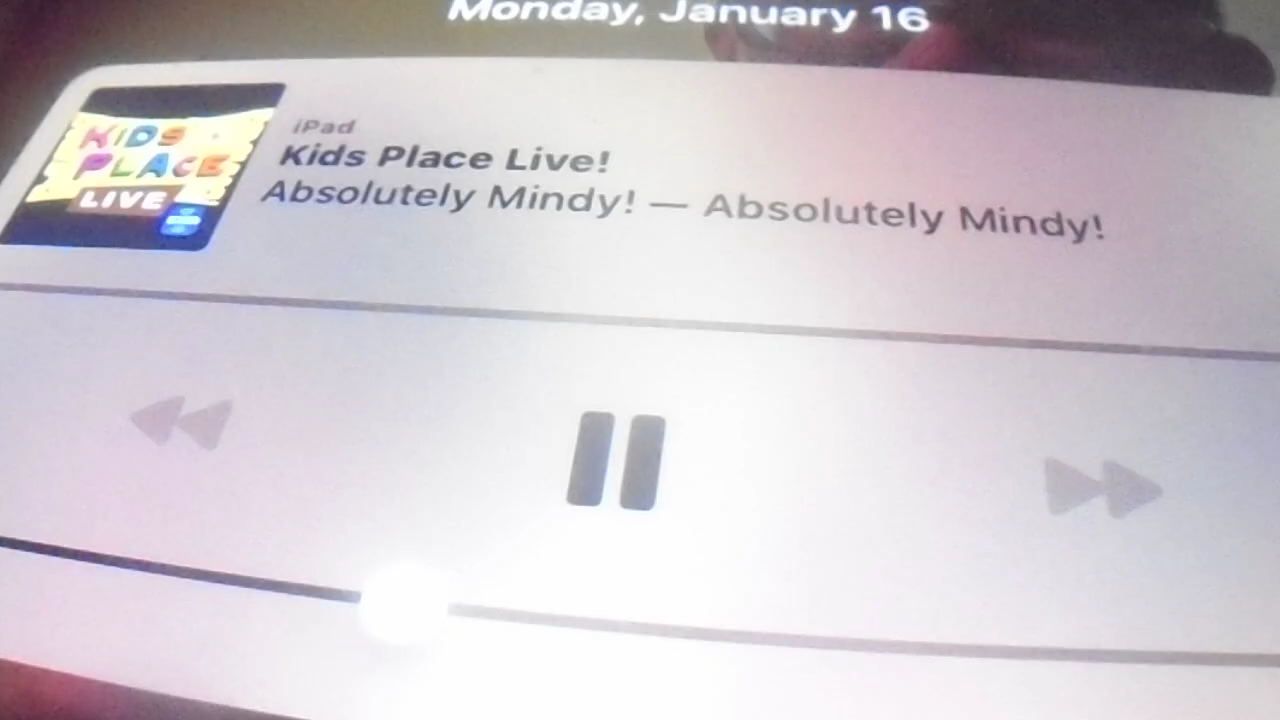 Monday, January 16
KIDS
PLACE
LIVE
iPad
Kids Place Live!
Absolutely Mindy! — Absolutely Mindy!